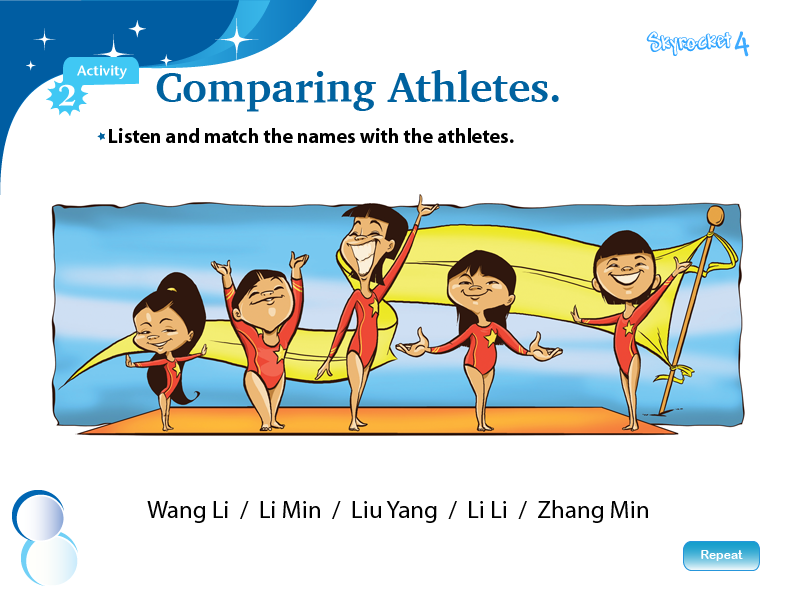 Skyrocket 4
Activity
2
Comparing Athletes.
Listen and match the names with the athletes.
Wang Li / Li Min / Liu Yang / Li Li / Zhang Min
Repeat